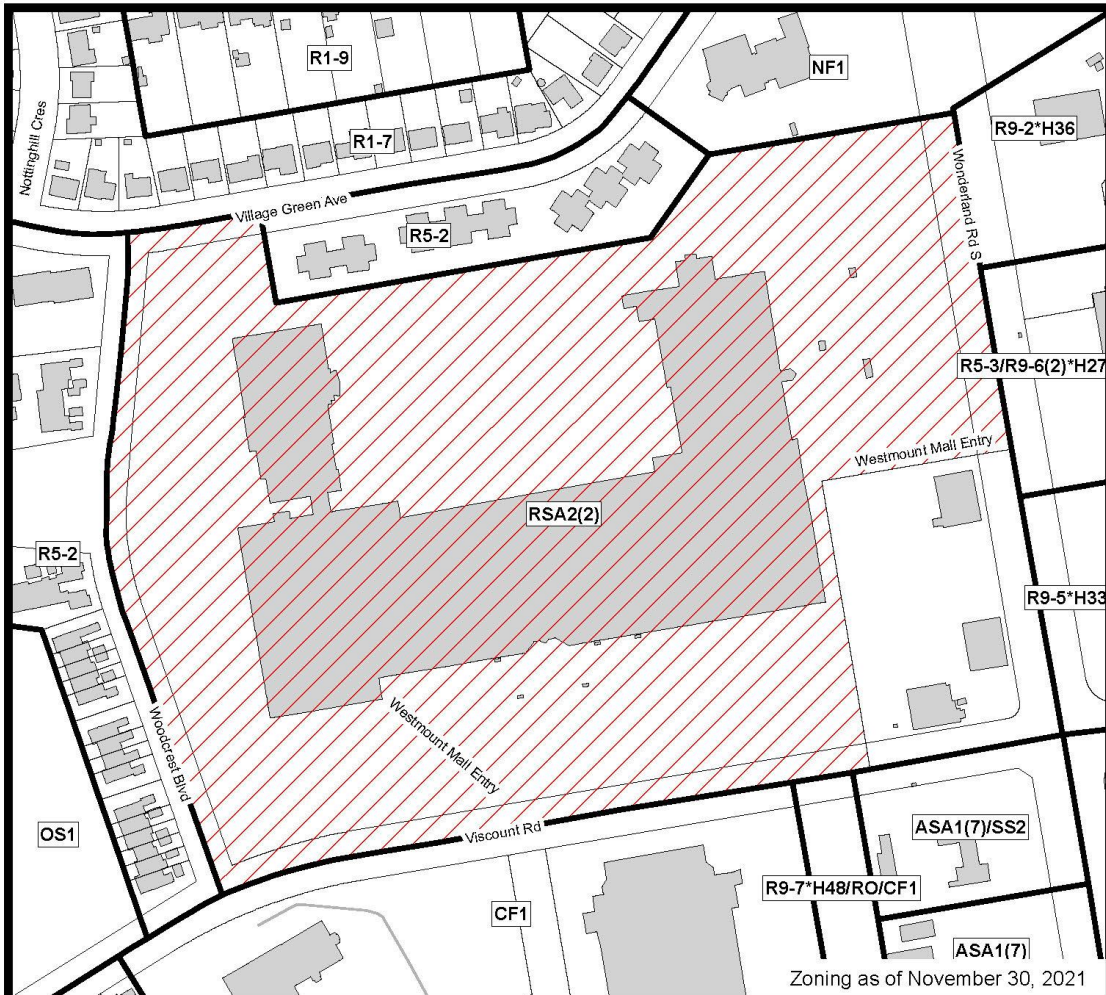 R1-9
NF1
R9-2*H36
R1-7
Nottinghill Cres
Village Green Ave
Wonderland Rd S
R5-2
R5-3/R9-6(2)*H27
Westmount Mall Entry
RSA2(2)
R5-2
R9-5*H33
Woodcrest Blvd
Westmount Mall Entry
OS1
Viscount Rd
ASA1(7)/SS2
R9-7*H48/RO/CF1
CF1
ASA1(7)
Zoning as of November 30, 2021